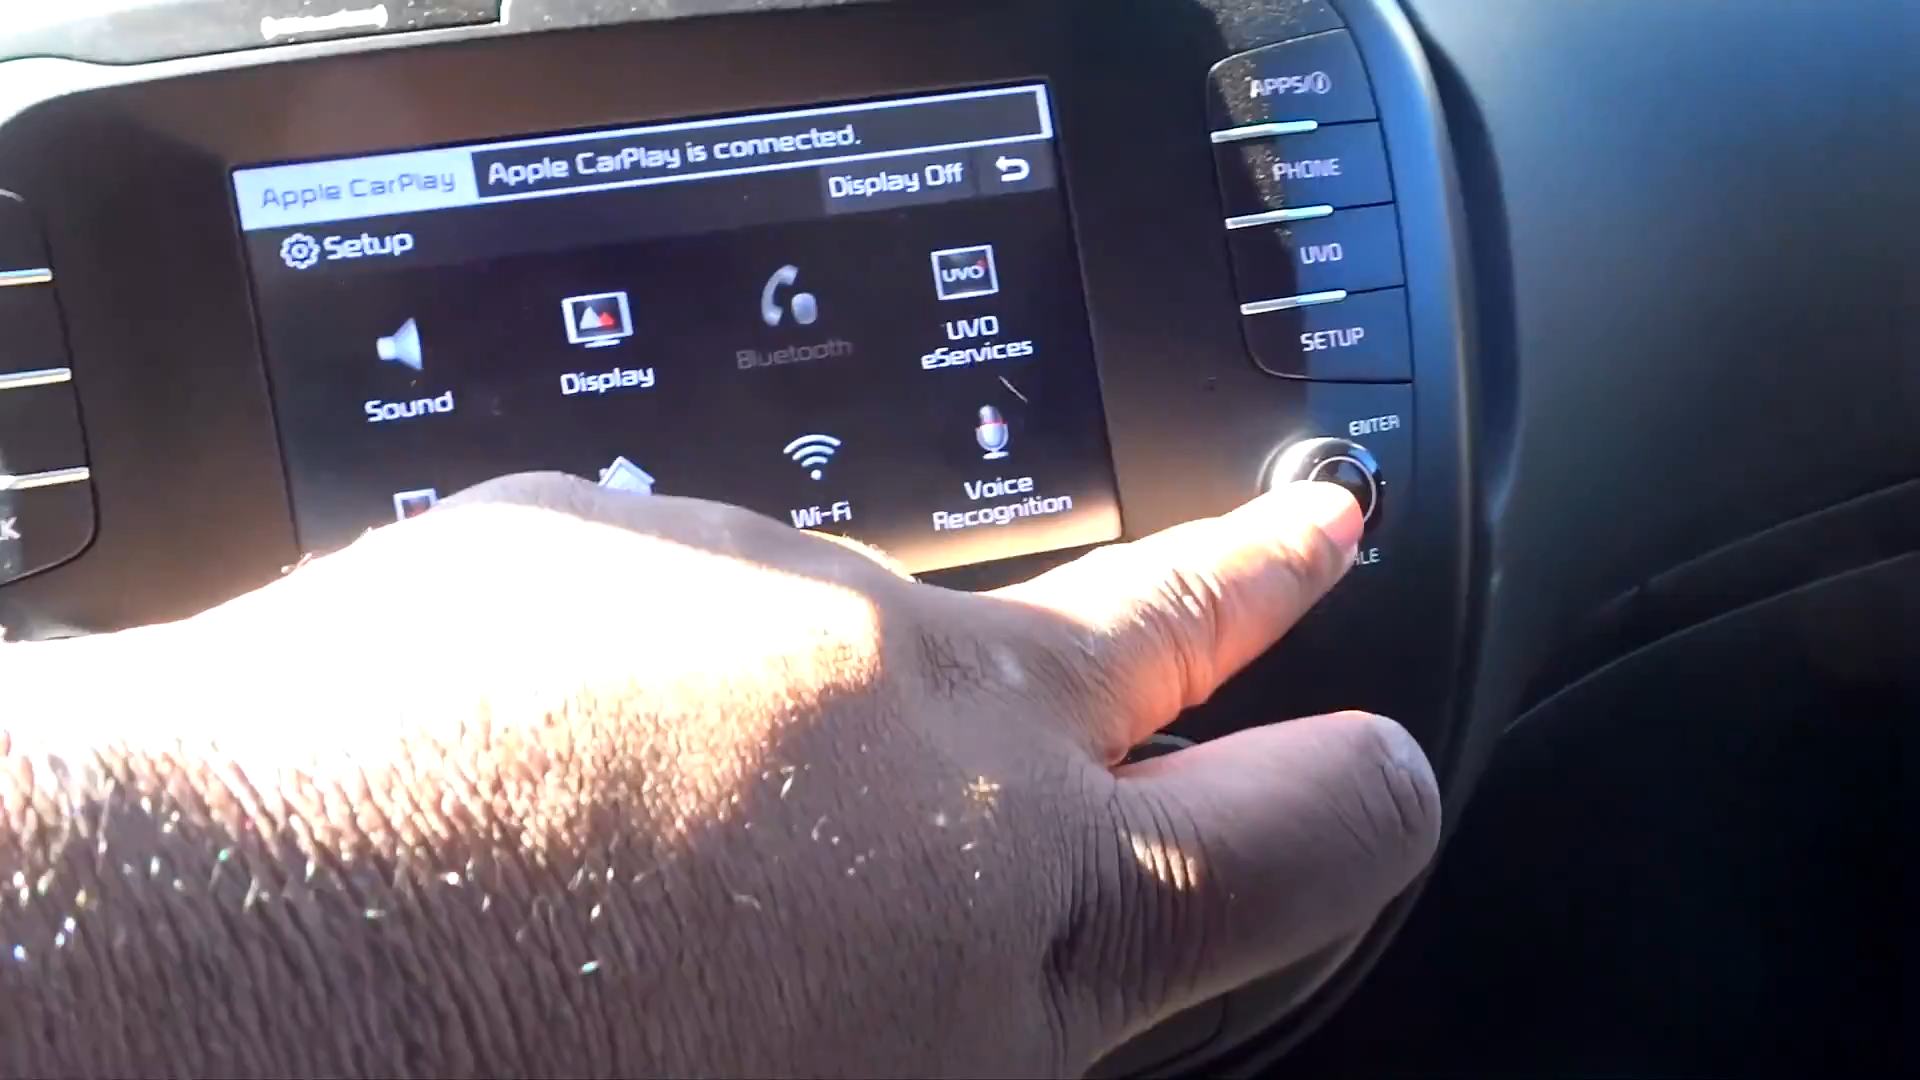 Apple CarPlay
Apple CarPlay is connected.
Display Off
Setup
Sound
Display
Bluetooth
UVO
UVO
eServices
Wi-Fi
Voice
Recognition
APPS/i
PHONE
UVO
SETUP
ENTER